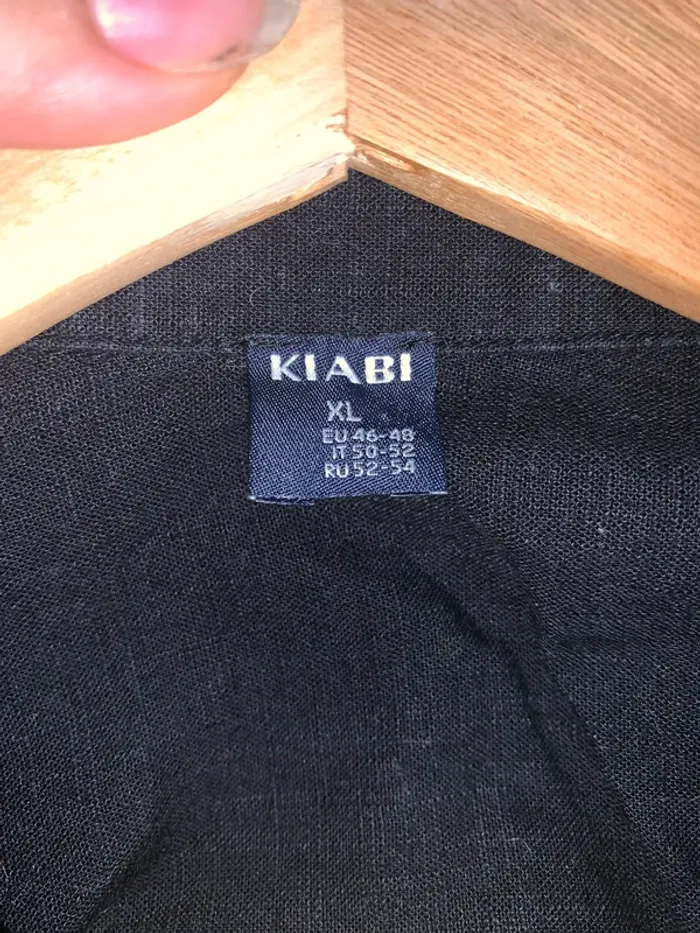 KIABI
XL
EU 46-48
IT 50-52
RU 52-54